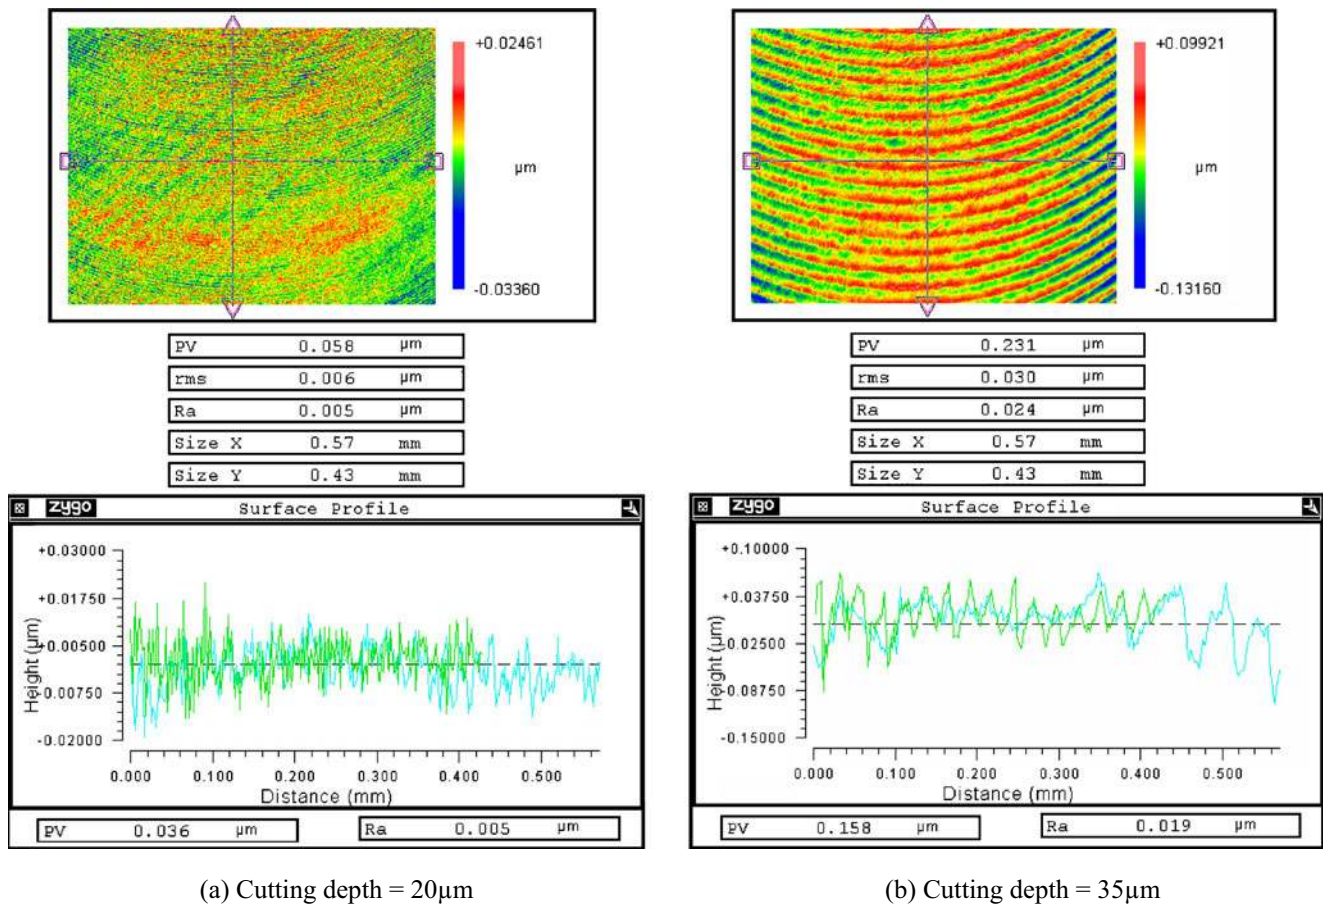 +0.02461
µm
-0.03360
PV 0.058 µm
rms 0.006 µm
Ra 0.005 µm
Size X 0.57 mm
Size Y 0.43 mm
zygo Surface Profile
+0.03000
+0.01750
+0.00500
-0.00750
-0.02000
Height (µm)
0.000 0.100 0.200 0.300 0.400 0.500
Distance (mm)
PV 0.036 µm Ra 0.005 µm
(a) Cutting depth = 20µm
+0.09921
µm
-0.13160
PV 0.231 µm
rms 0.030 µm
Ra 0.024 µm
Size X 0.57 mm
Size Y 0.43 mm
zygo Surface Profile
+0.10000
+0.03750
-0.02500
-0.08750
-0.15000
Height (µm)
0.000 0.100 0.200 0.300 0.400 0.500
Distance (mm)
PV 0.158 µm Ra 0.019 µm
(b) Cutting depth = 35µm